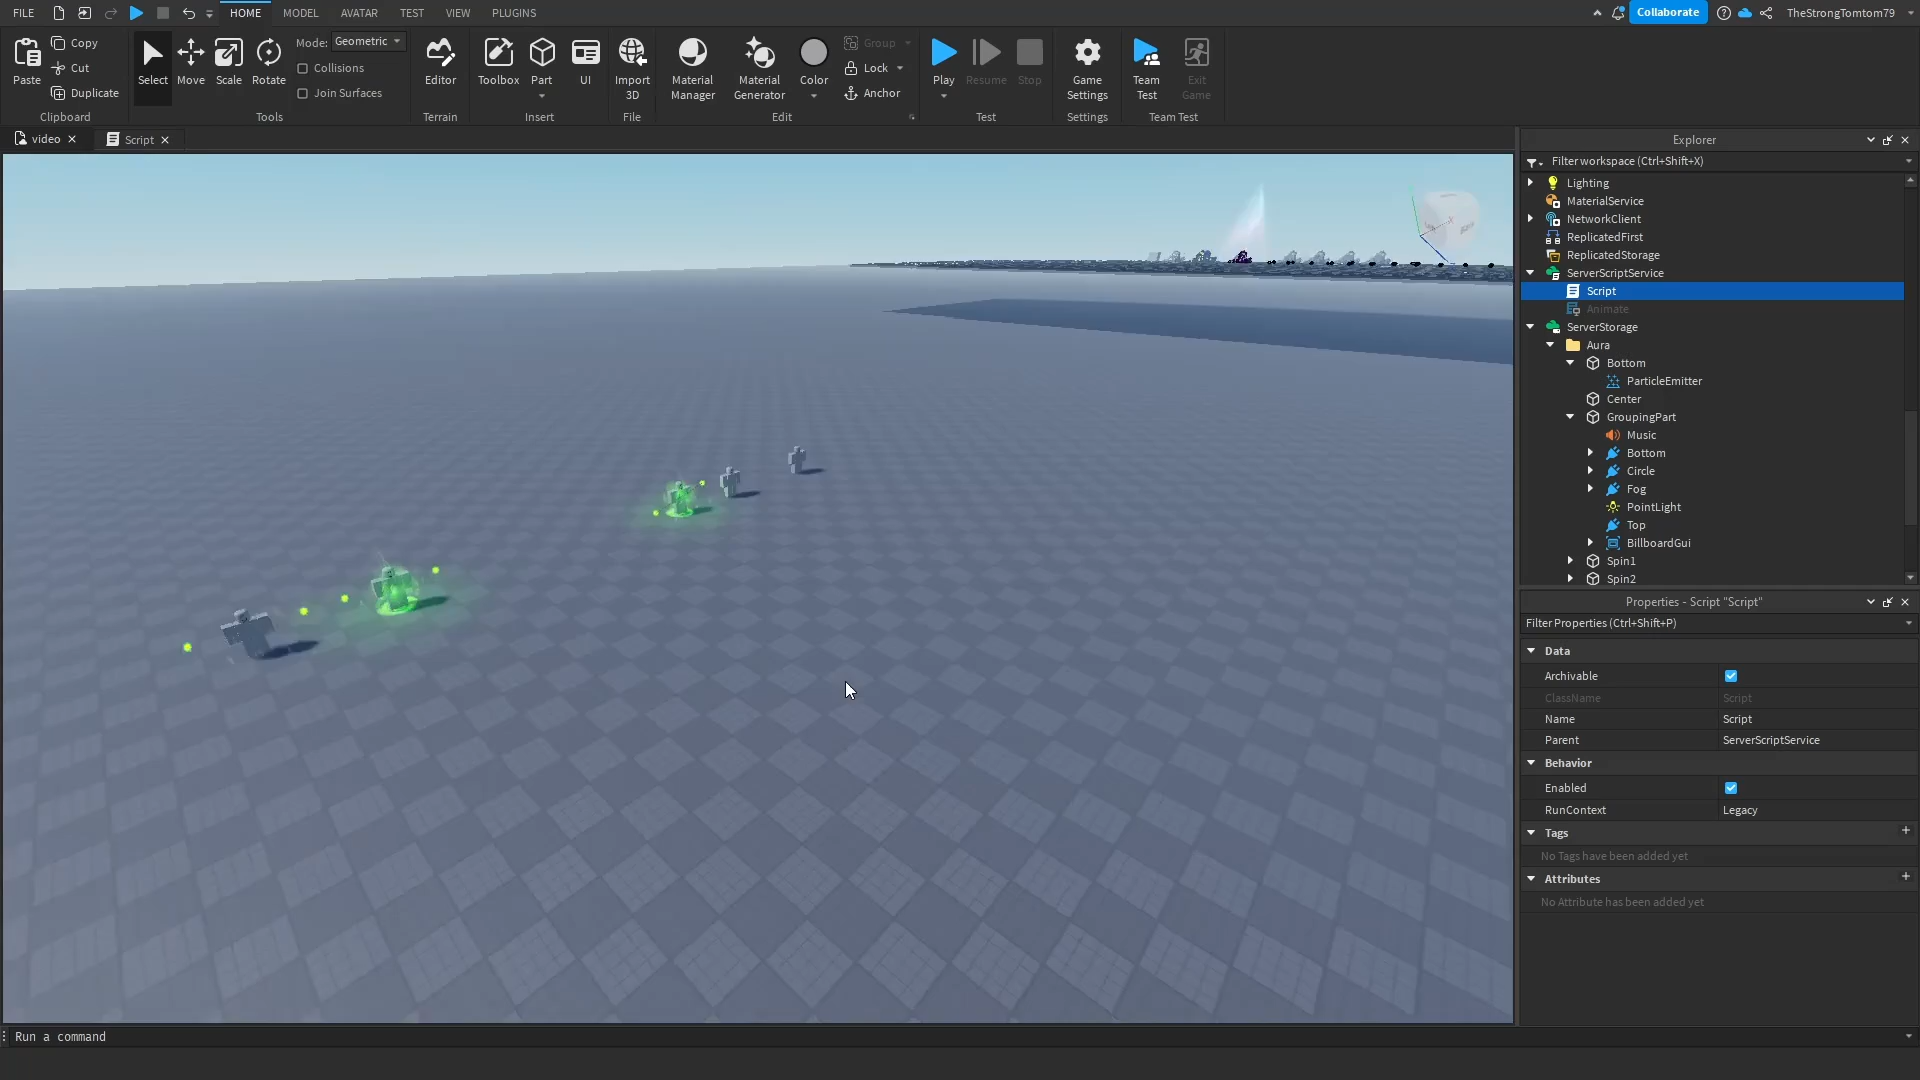 FILE HOME MODEL AVATAR TEST VIEW PLUGINS Collaborate TheStrongTomtom79
Paste Copy Cut Duplicate Clipboard
Select Move Scale Rotate Mode: Geometric Collisions Join Surfaces Tools
Editor Terrain
Toolbox Part UI Insert
Import 3D File
Material Manager Material Generator Color Group Lock Anchor Edit
Play Resume Stop Test
Game Settings Settings
Team Test Exit Game Team Test
video Script
Explorer
Filter workspace (Ctrl+Shift+X)
Lighting
MaterialService
NetworkClient
ReplicatedFirst
ReplicatedStorage
ServerScriptService
Script
Animate
ServerStorage
Aura
Bottom
ParticleEmitter
Center
GroupingPart
Music
Bottom
Circle
Fog
PointLight
Top
BillboardGui
Spin1
Spin2
Properties - Script "Script"
Filter Properties (Ctrl+Shift+P)
Data
Archivable
ClassName Script
Name Script
Parent ServerScriptService
Behavior
Enabled
RunContext Legacy
Tags
No Tags have been added yet
Attributes
No Attribute has been added yet
Run a command